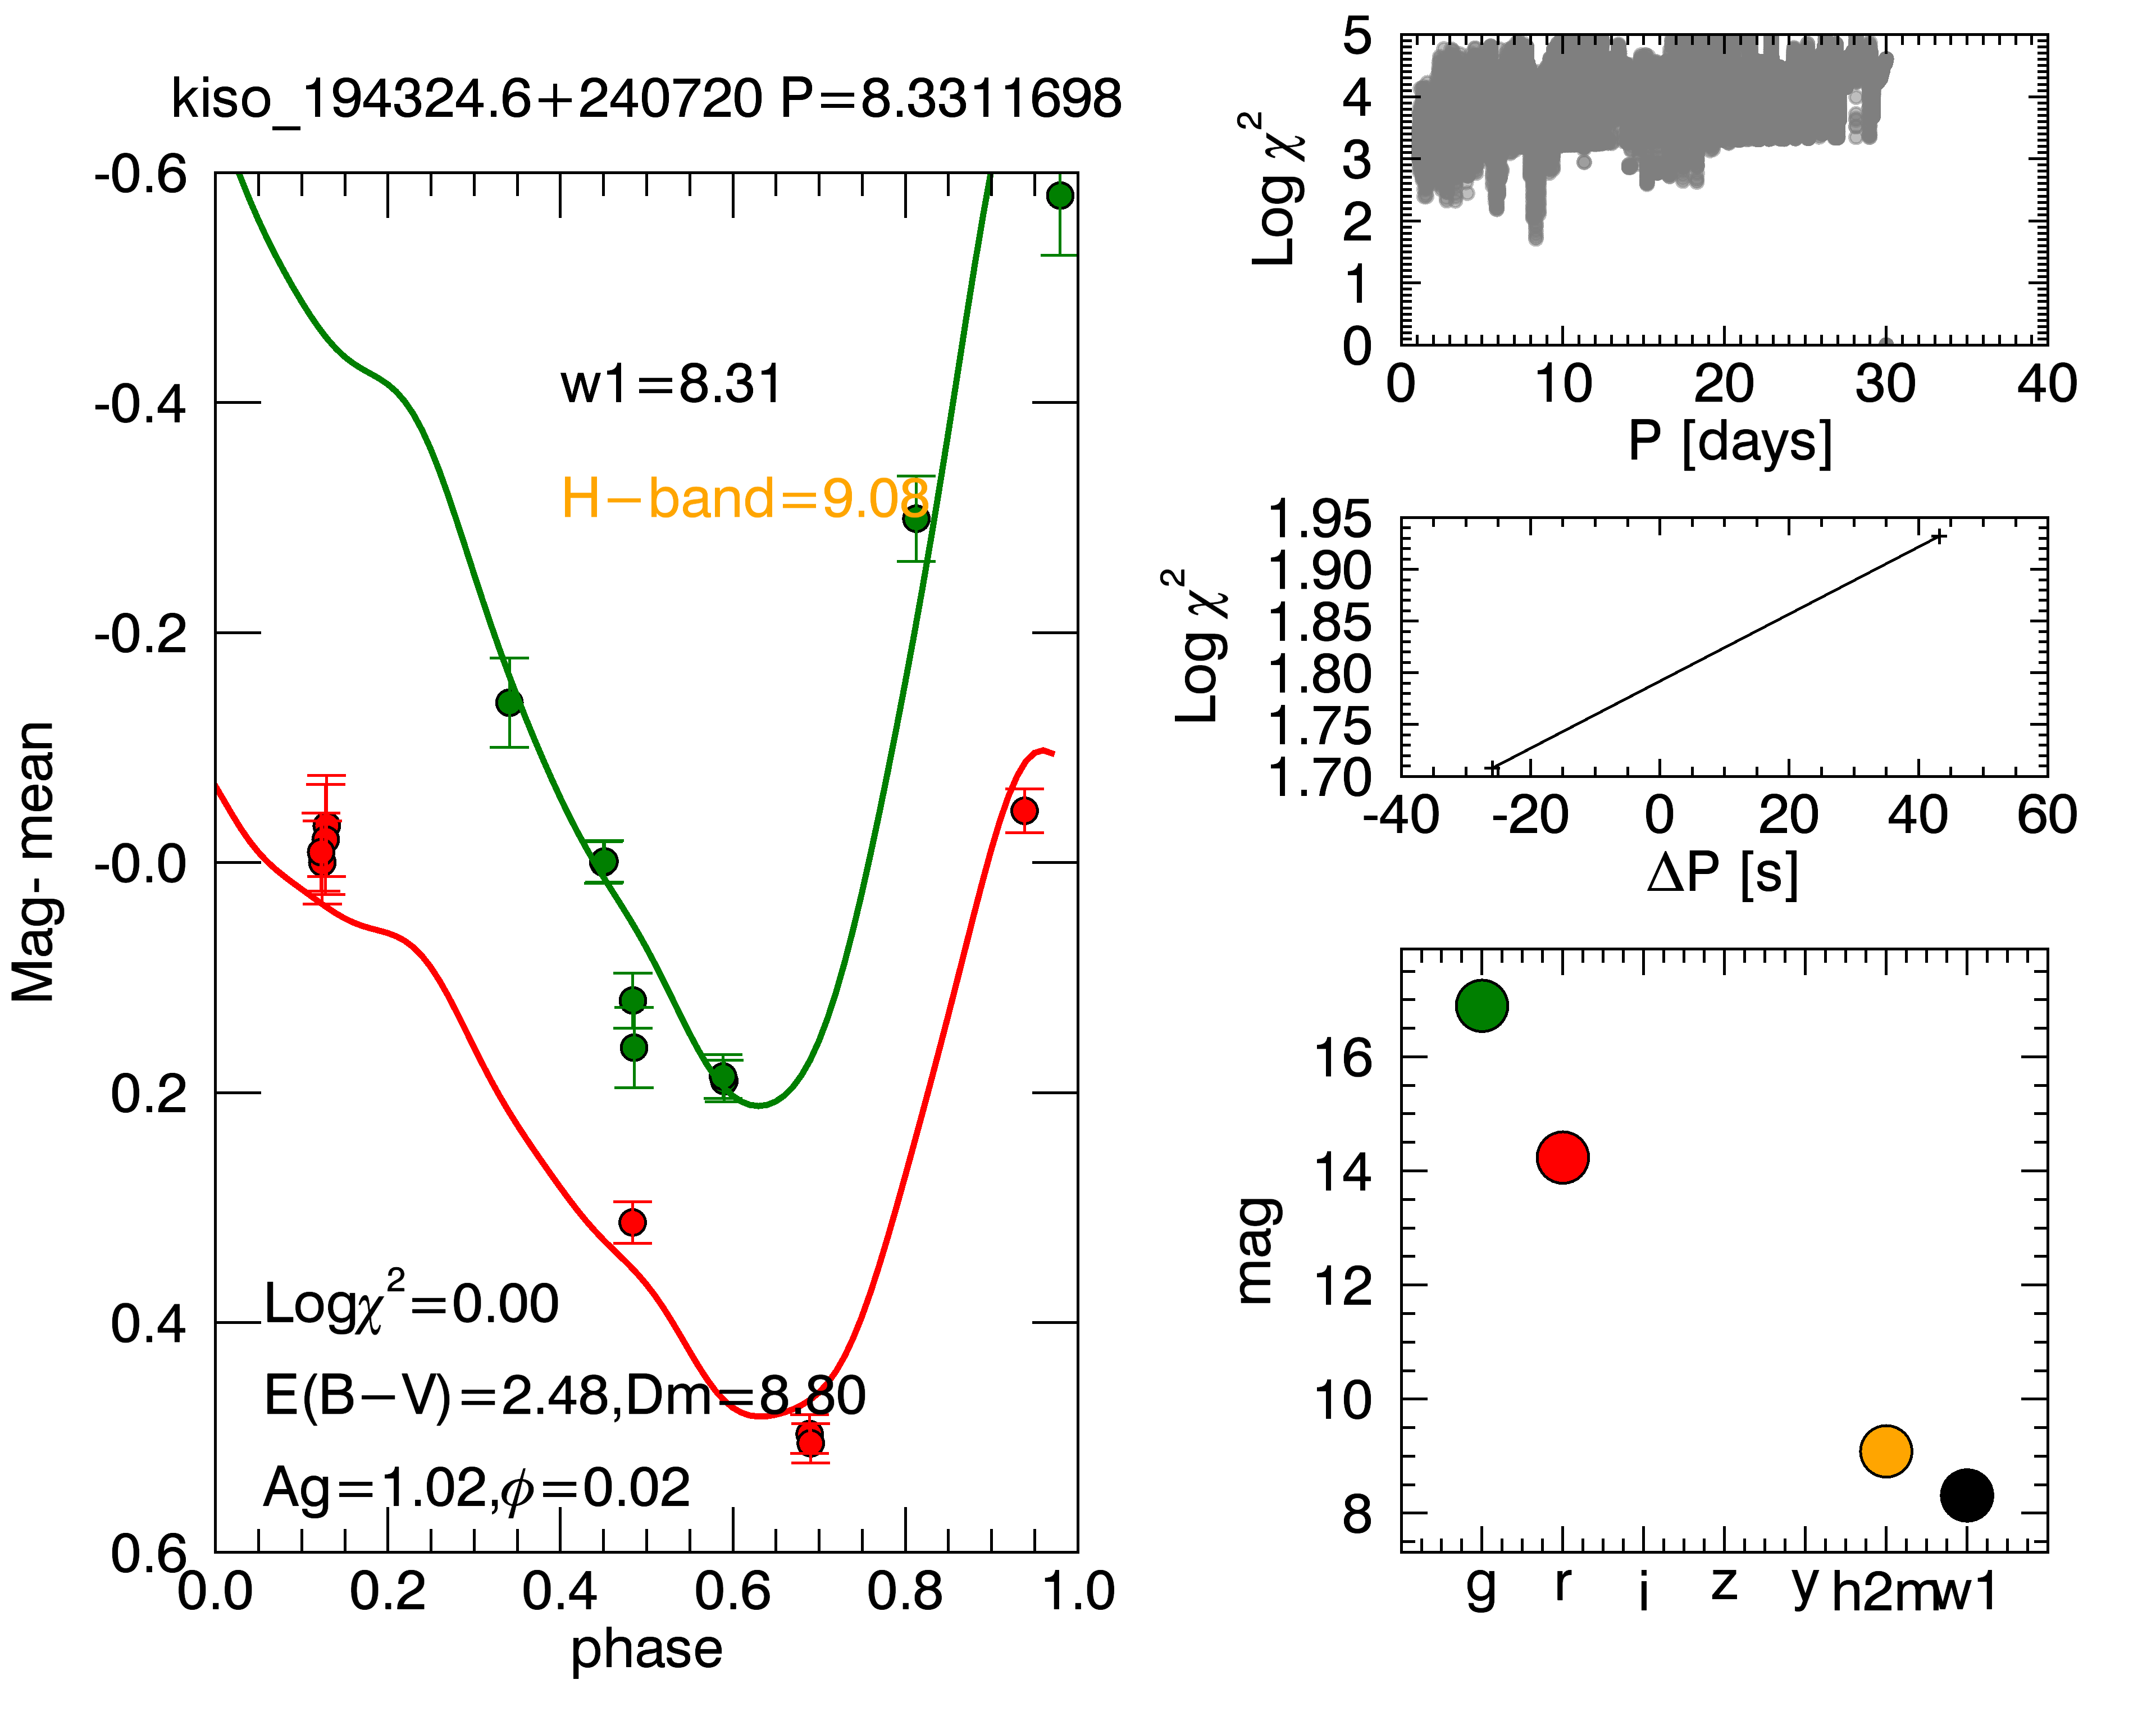 kiso_194324.6+240720 P=8.3311698
-0.6
-0.4
-0.2
-0.0
0.2
0.4
0.6
Mag- mean
w1=8.31
H−band=9.08
Logχ²=0.00
E(B−V)=2.48,Dm=8.80
Ag=1.02,ϕ=0.02
0.0 0.2 0.4 0.6 0.8 1.0
phase
5
4
3
2
1
0
Log χ²
0 10 20 30 40
P [days]
1.95
1.90
1.85
1.80
1.75
1.70
Log χ²
-40 -20 0 20 40 60
ΔP [s]
16
14
12
10
8
mag
g r i z y h2m w1